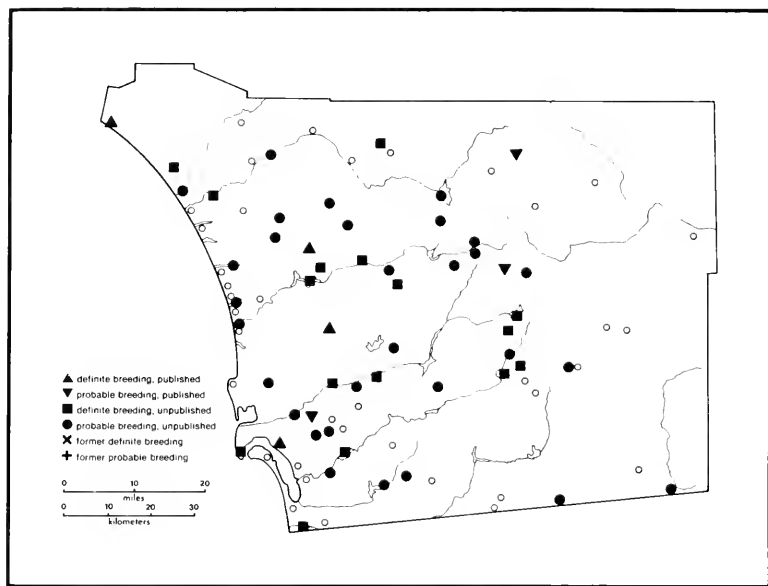 definite breeding, published
probable breeding, published
definite breeding, unpublished
probable breeding, unpublished
former definite breeding
former probable breeding
0 10 20
miles
0 10 20 30
kilometers